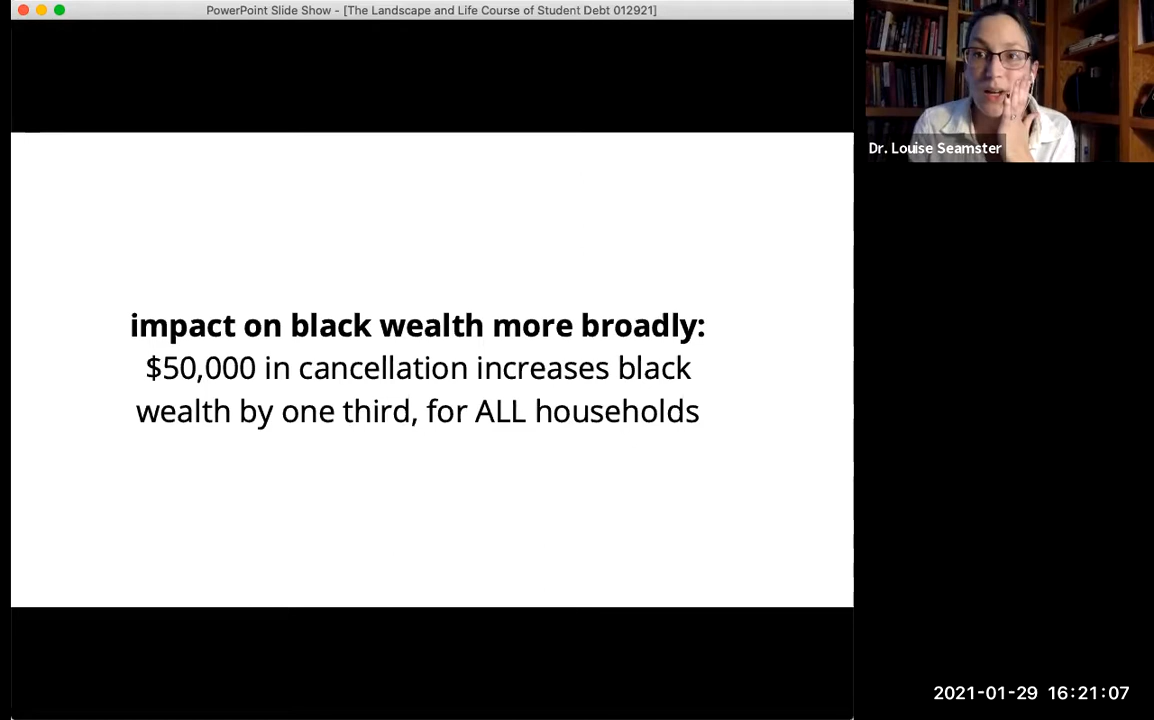 PowerPoint Slide Show - [The Landscape and Life Course of Student Debt 012921]
Dr. Louise Seamster
impact on black wealth more broadly:
$50,000 in cancellation increases black
wealth by one third, for ALL households
2021-01-29 16:21:07